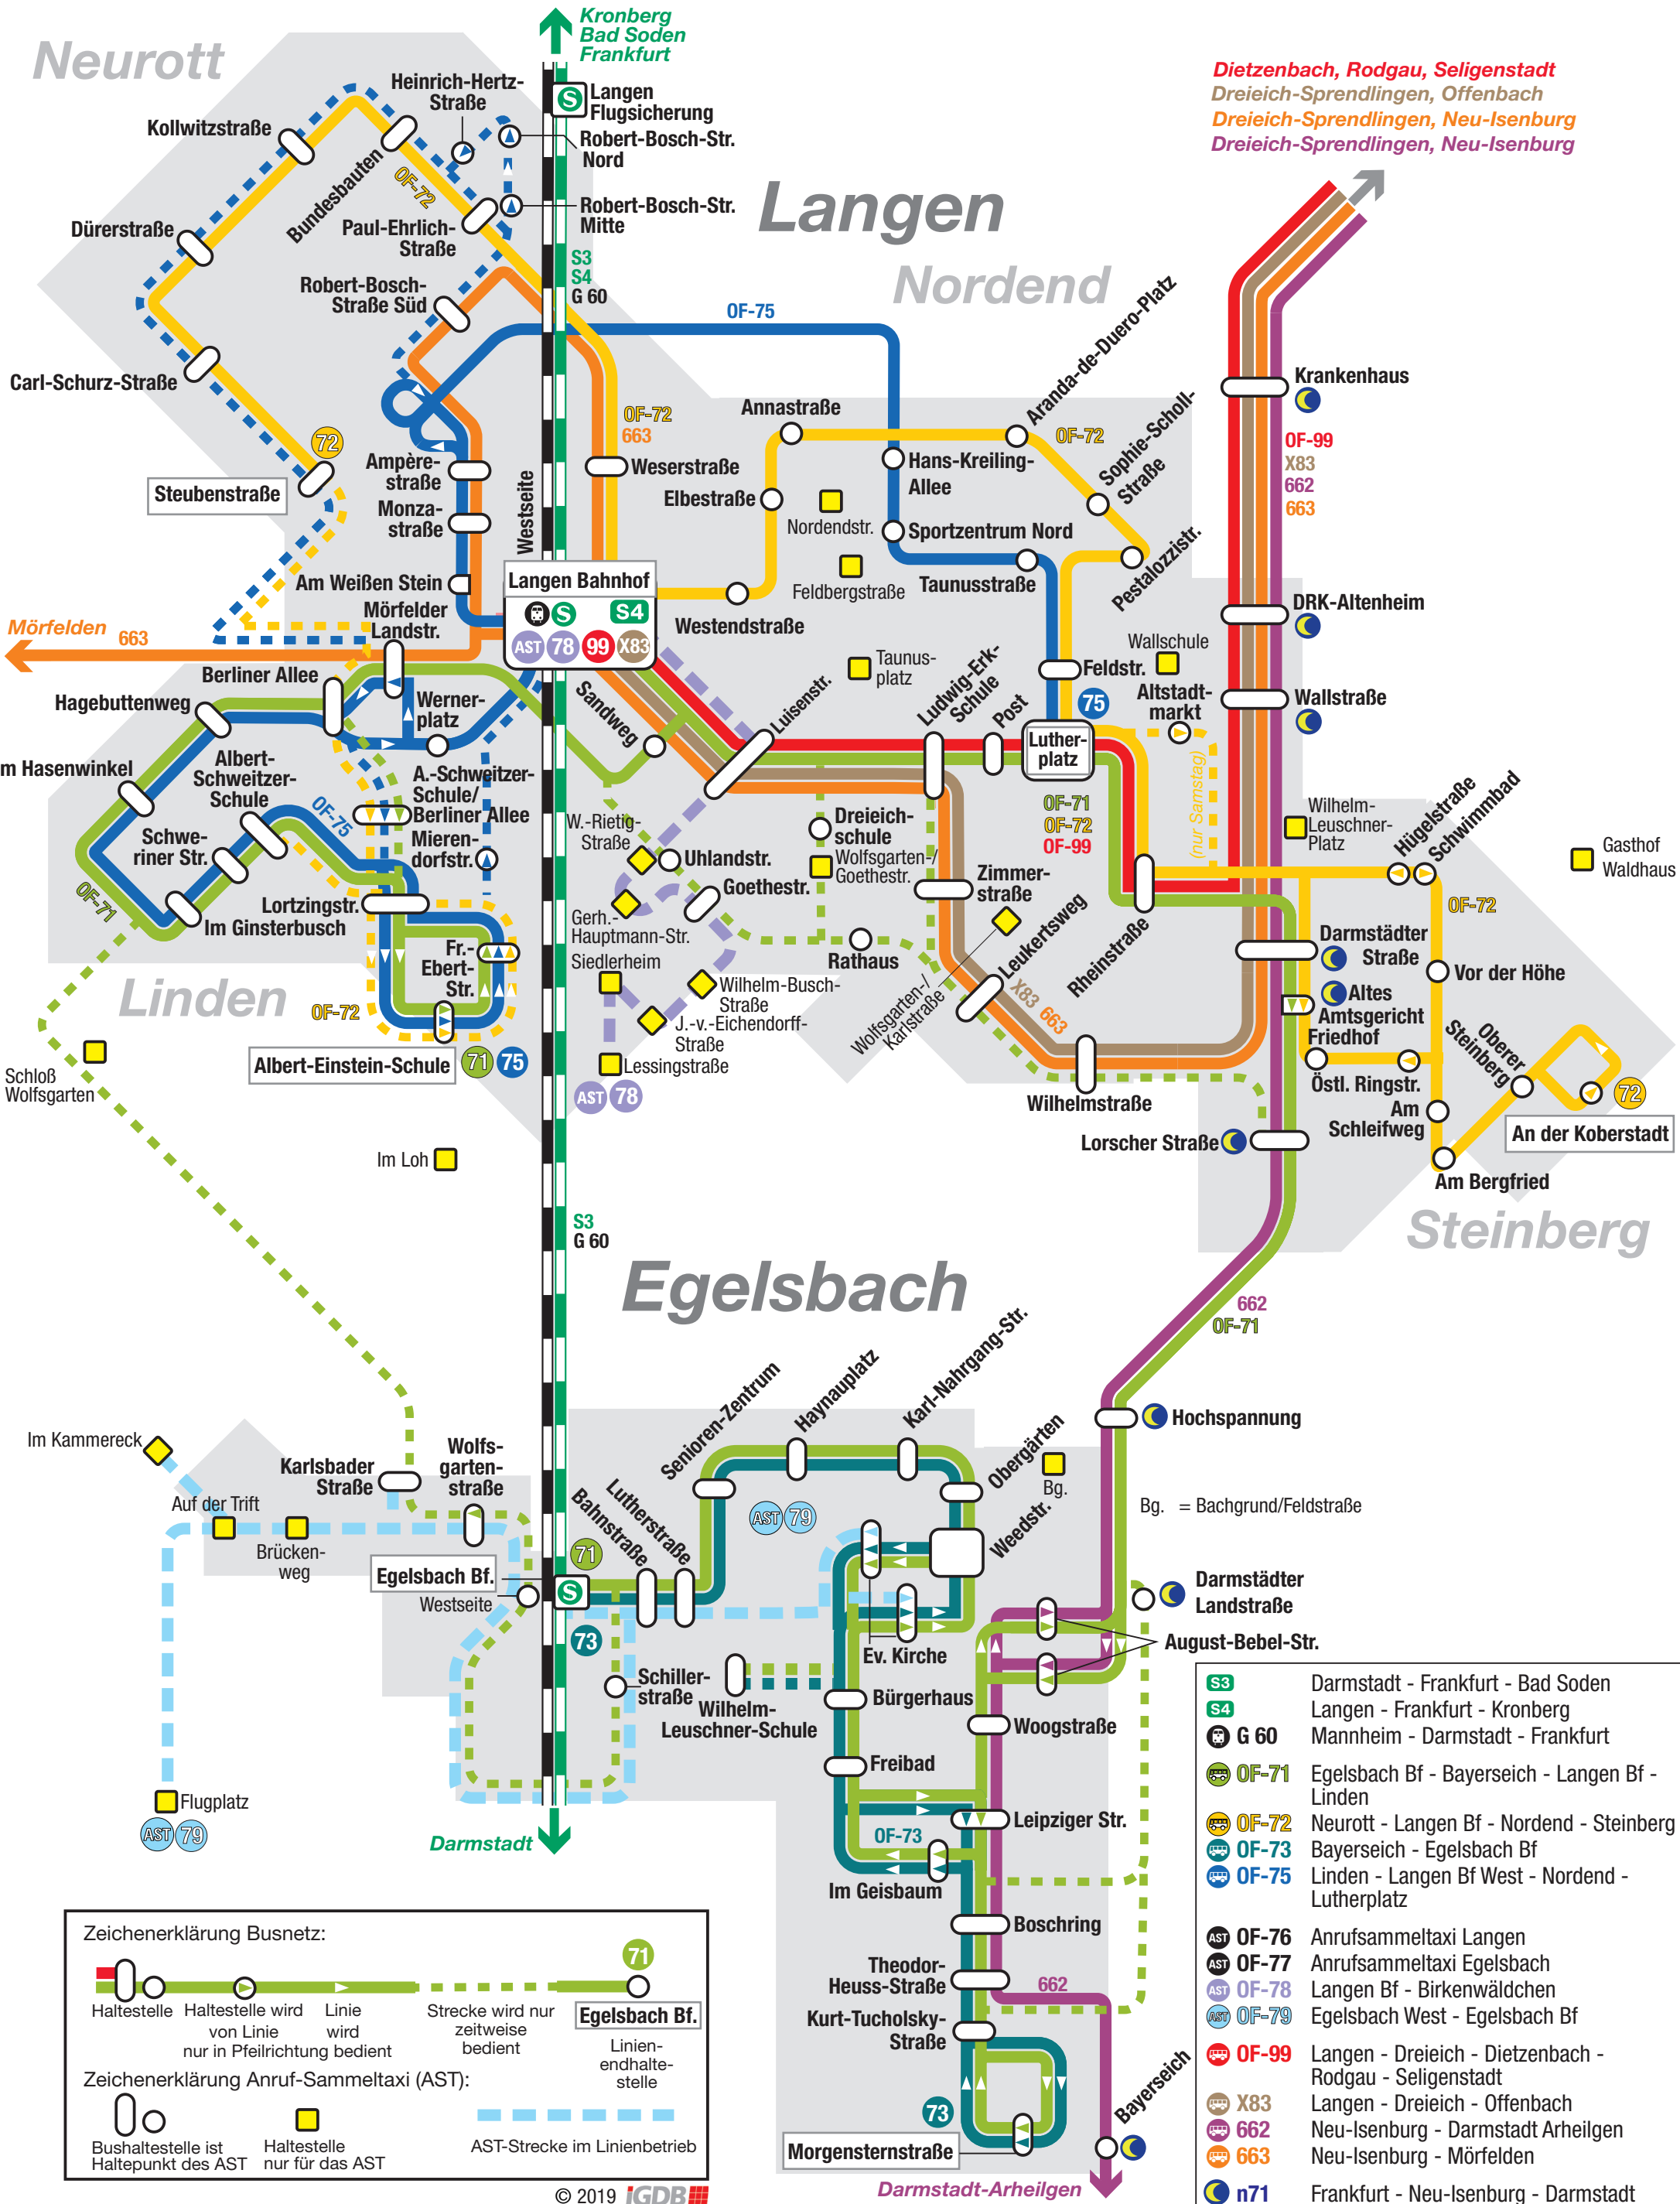 Kronberg
Bad Soden
Frankfurt
Neurott
Heinrich-Hertz-
Straße
Langen
Flugsicherung
Dietzenbach, Rodgau, Seligenstadt
Dreieich-Sprendlingen, Offenbach
Dreieich-Sprendlingen, Neu-Isenburg
Dreieich-Sprendlingen, Neu-Isenburg
Kollwitzstraße
Robert-Bosch-Str.
Nord
Bundesbauten
OF-72
Langen
Dürerstraße
Paul-Ehrlich-
Straße
Robert-Bosch-Str.
Mitte
S3
S4
G 60
Nordend
Robert-Bosch-
Straße Süd
OF-75
Aranda-de-Duero-Platz
Carl-Schurz-Straße
Krankenhaus
OF-72
663
Annastraße
OF-72
Sophie-Scholl-
Straße
72
OF-99
X83
662
663
Steubenstraße
Ampère-
straße
Weserstraße
Hans-Kreiling-
Allee
Elbestraße
Monza-
straße
Westseite
Nordendstr.
Sportzentrum Nord
Pestalozzistr.
Am Weißen Stein
Langen Bahnhof
S
S4
AST
78
99
X83
Feldbergstraße
Taunusstraße
DRK-Altenheim
Mörfelden
663
Mörfelder
Landstr.
Westendstraße
Wallschule
Berliner Allee
Taunus-
platz
Feldstr.
Hagebuttenweg
Werner-
platz
Sandweg
Luisenstr.
Ludwig-Erk-
Schule
Post
75
Altstadt-
markt
Wallstraße
Luther-
platz
m Hasenwinkel
Albert-
Schweitzer-
Schule
A.-Schweitzer-
Schule/
Berliner Allee
OF-75
OF-71
OF-72
OF-99
(nur Samstag)
Hügelstraße
Schwimmbad
Schwe-
riner Str.
Mieren-
dorfstr.
W.-Rietig-
Straße
Uhlandstr.
Dreieich-
schule
Wolfsgarten-/
Goethestr.
Wilhelm-
Leuschner-
Platz
Gasthof
Waldhaus
Goethestr.
Zimmer-
straße
OF-71
Lortzingstr.
Im Ginsterbusch
Gerh.-
Hauptmann-Str.
OF-72
Fr.-
Ebert-
Str.
Siedlerheim
Rathaus
Leukertsweg
Rheinstraße
Darmstädter
Straße
Vor der Höhe
Linden
OF-72
Wilhelm-Busch-
Straße
Wolfsgarten-/
Karlstraße
X83
663
Altes
Amtsgericht
J.-v.-Eichendorff-
Straße
Friedhof
Oberer
Steinberg
Albert-Einstein-Schule
71
75
Lessingstraße
Schloß
Wolfsgarten
Östl. Ringstr.
72
AST
78
Wilhelmstraße
Am
Schleifweg
An der Koberstadt
Lorscher Straße
Im Loh
Am Bergfried
Steinberg
S3
G 60
Egelsbach
662
OF-71
Senioren-Zentrum
Haynauplatz
Karl-Nahrgang-Str.
Hochspannung
Im Kammereck
Karlsbader
Straße
Wolfs-
garten-
straße
Obergärten
Bg.
Auf der Trift
Bahnstraße
Lutherstraße
AST
79
Bg. = Bachgrund/Feldstraße
Weedstr.
Brücken-
weg
71
Egelsbach Bf.
S
Westseite
73
Darmstädter
Landstraße
Ev. Kirche
August-Bebel-Str.
Schiller-
straße
Wilhelm-
Leuschner-Schule
Bürgerhaus
Woogstraße
Freibad
Flugplatz
AST
79
Darmstadt
OF-73
Leipziger Str.
Im Geisbaum
Boschring
Theodor-
Heuss-Straße
662
Kurt-Tucholsky-
Straße
73
Morgensternstraße
Bayerseich
Darmstadt-Arheilgen
S3 Darmstadt - Frankfurt - Bad Soden
S4 Langen - Frankfurt - Kronberg
G 60 Mannheim - Darmstadt - Frankfurt
OF-71 Egelsbach Bf - Bayerseich - Langen Bf -
Linden
OF-72 Neurott - Langen Bf - Nordend - Steinberg
OF-73 Bayerseich - Egelsbach Bf
OF-75 Linden - Langen Bf West - Nordend -
Lutherplatz
AST OF-76 Anrufsammeltaxi Langen
AST OF-77 Anrufsammeltaxi Egelsbach
AST OF-78 Langen Bf - Birkenwäldchen
AST OF-79 Egelsbach West - Egelsbach Bf
OF-99 Langen - Dreieich - Dietzenbach -
Rodgau - Seligenstadt
X83 Langen - Dreieich - Offenbach
662 Neu-Isenburg - Darmstadt Arheilgen
663 Neu-Isenburg - Mörfelden
n71 Frankfurt - Neu-Isenburg - Darmstadt
Zeichenerklärung Busnetz:
71
Haltestelle
Haltestelle wird
von Linie
nur in Pfeilrichtung bedient
Linie
wird
Strecke wird nur
zeitweise
bedient
Egelsbach Bf.
Linien-
endhalte-
stelle
Zeichenerklärung Anruf-Sammeltaxi (AST):
Bushaltestelle ist
Haltepunkt des AST
Haltestelle
nur für das AST
AST-Strecke im Linienbetrieb
© 2019 iGDB